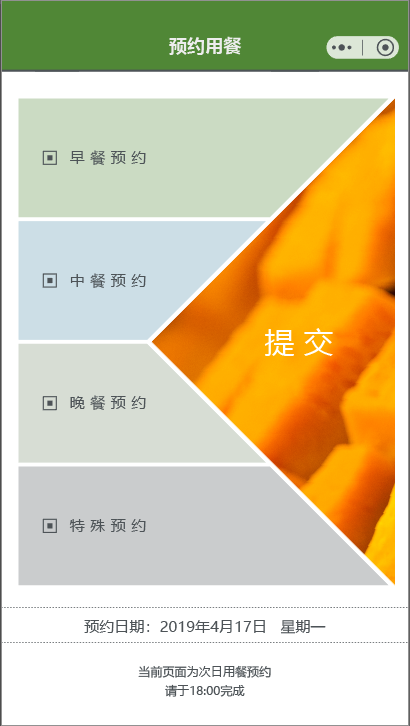 预约用餐
早餐预约
中餐预约
提交
晚餐预约
特殊预约
预约日期：2019年4月17日 星期一
当前页面为次日用餐预约
请于18:00完成